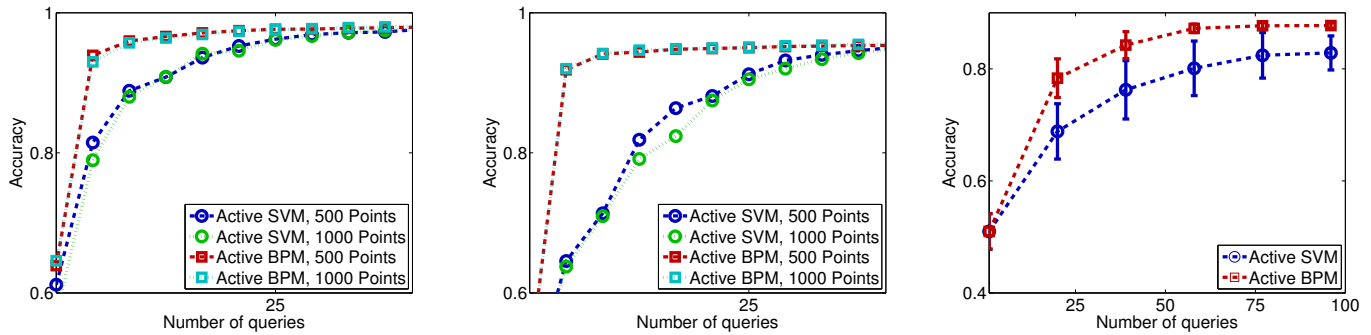 1
0.8
0.6
Accuracy
25
Number of queries
Active SVM, 500 Points
Active SVM, 1000 Points
Active BPM, 500 Points
Active BPM, 1000 Points
1
0.8
0.6
Accuracy
25
Number of queries
Active SVM, 500 Points
Active SVM, 1000 Points
Active BPM, 500 Points
Active BPM, 1000 Points
0.8
0.6
0.4
Accuracy
25
50
75
100
Number of queries
Active SVM
Active BPM